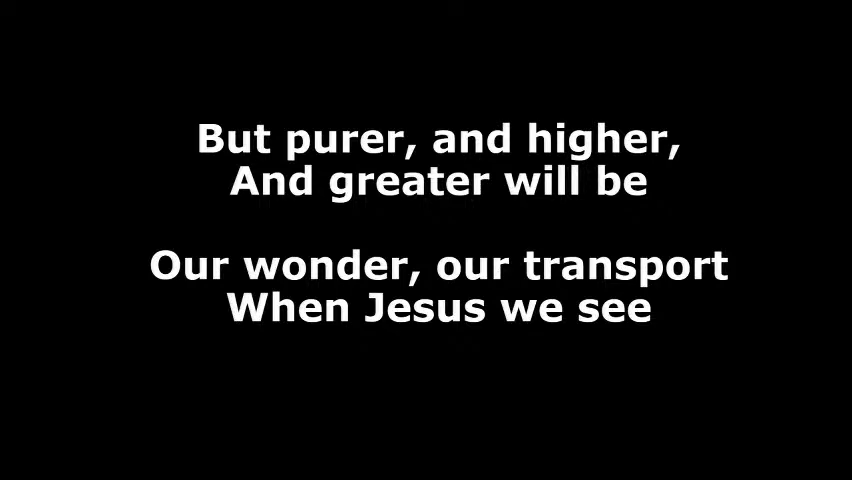 But purer, and higher,
And greater will be
Our wonder, our transport
When Jesus we see